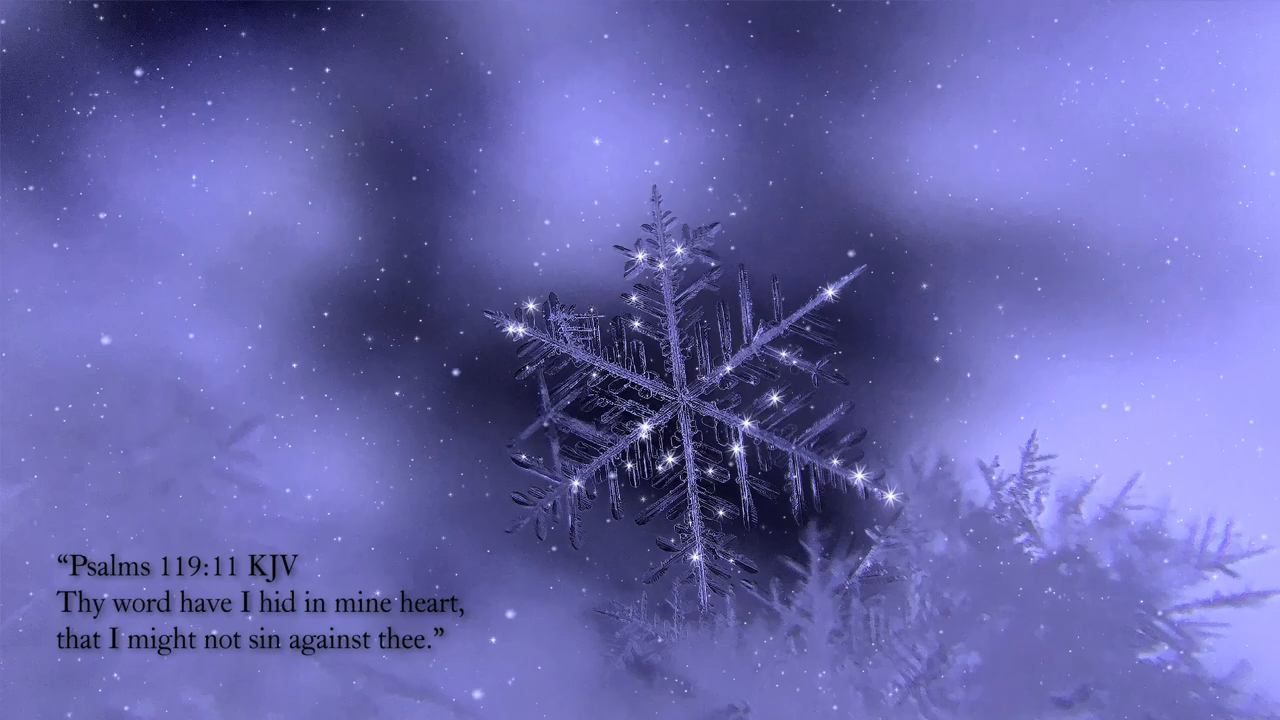 “Psalms 119:11 KJV
Thy word have I hid in mine heart,
that I might not sin against thee.”